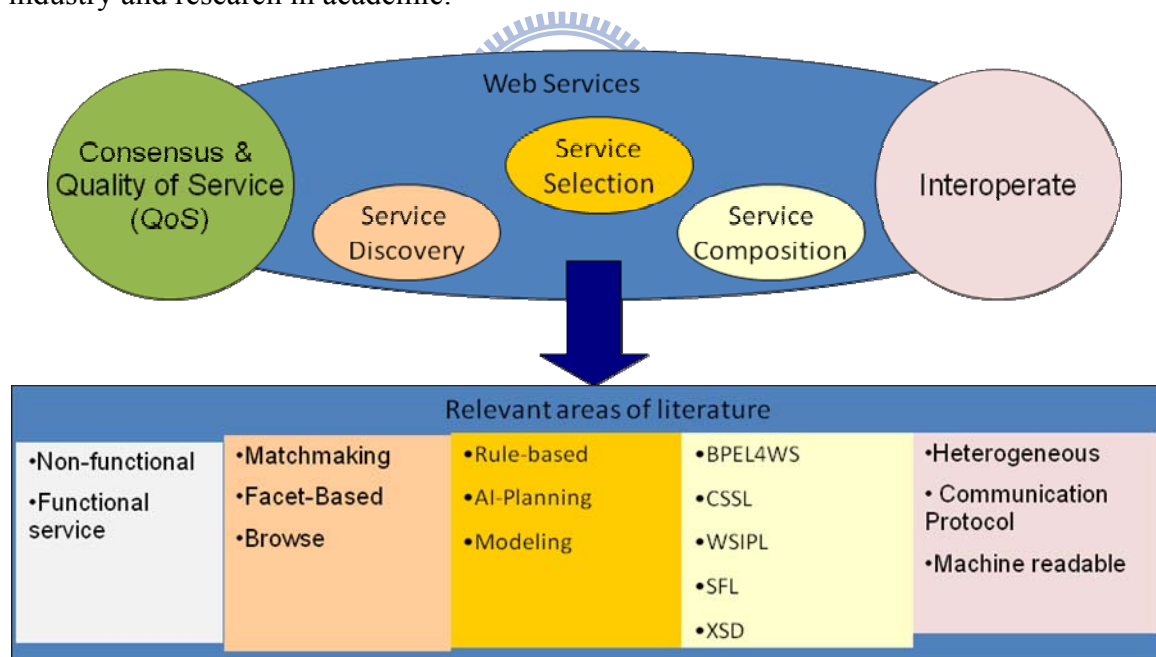 industry and research in academic.
Web Services
Consensus &
Quality of Service
(QoS)
Service
Selection
Interoperate
Service
Discovery
Service
Composition
Relevant areas of literature
•Non-functional
•Functional
service
•Matchmaking
•Facet-Based
•Browse
•Rule-based
•AI-Planning
•Modeling
•BPEL4WS
•CSSL
•WSIPL
•SFL
•XSD
•Heterogeneous
• Communication
Protocol
•Machine readable